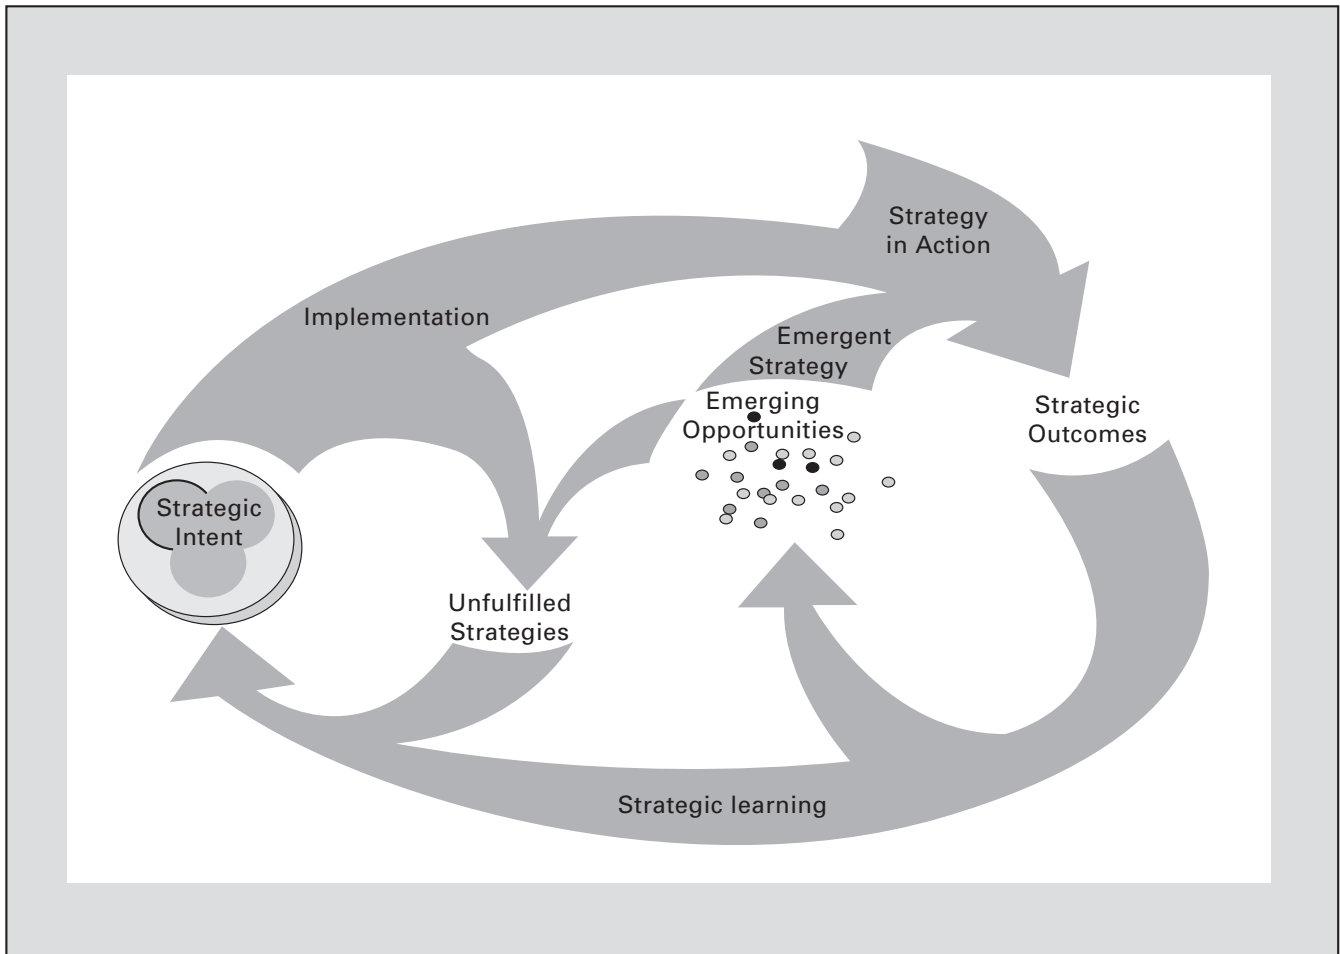 Strategy
in Action
Implementation
Emergent
Strategy
Emerging
Opportunities
Strategic
Outcomes
Strategic
Intent
Unfulfilled
Strategies
Strategic learning